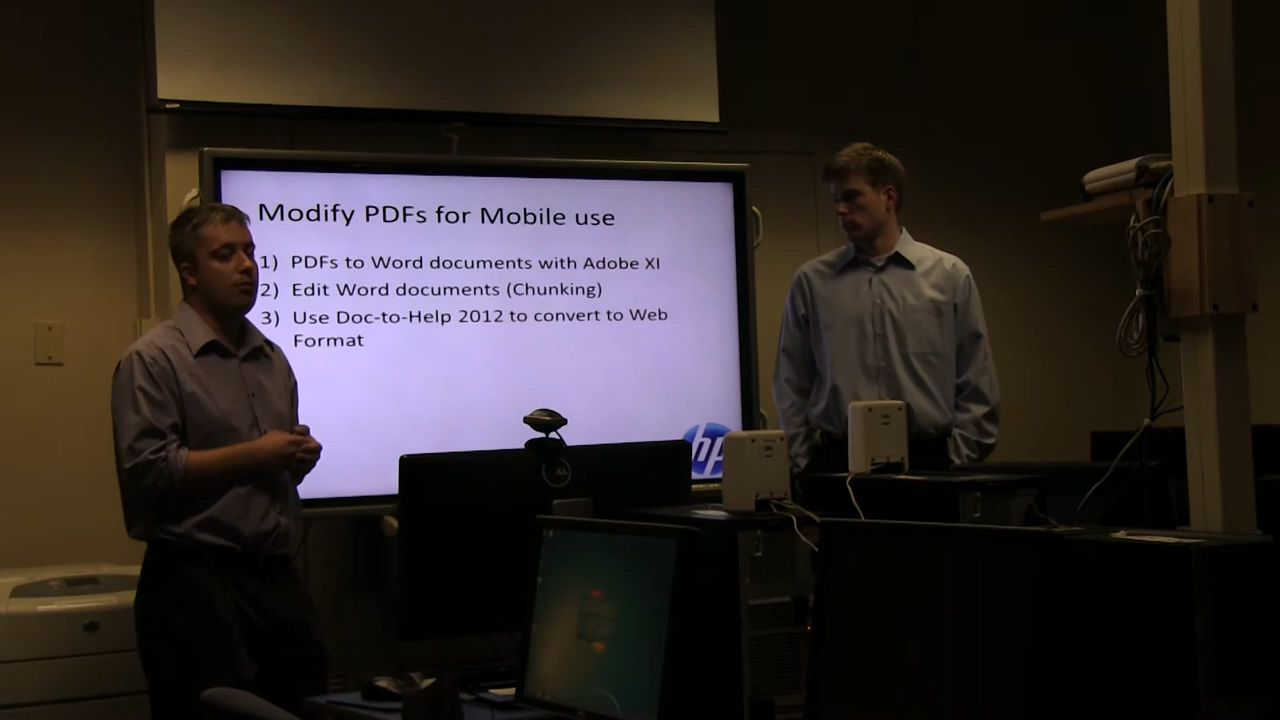 Modify PDFs for Mobile use
1) PDFs to Word documents with Adobe XI
2) Edit Word documents (Chunking)
3) Use Doc-to-Help 2012 to convert to Web
Format
hp
DELL